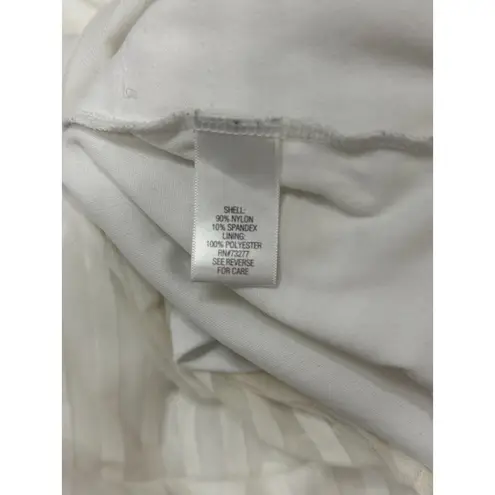 SHELL:
90% NYLON
10% SPANDEX
LINING:
100% POLYESTER
RN#73277
SEE REVERSE
FOR CARE